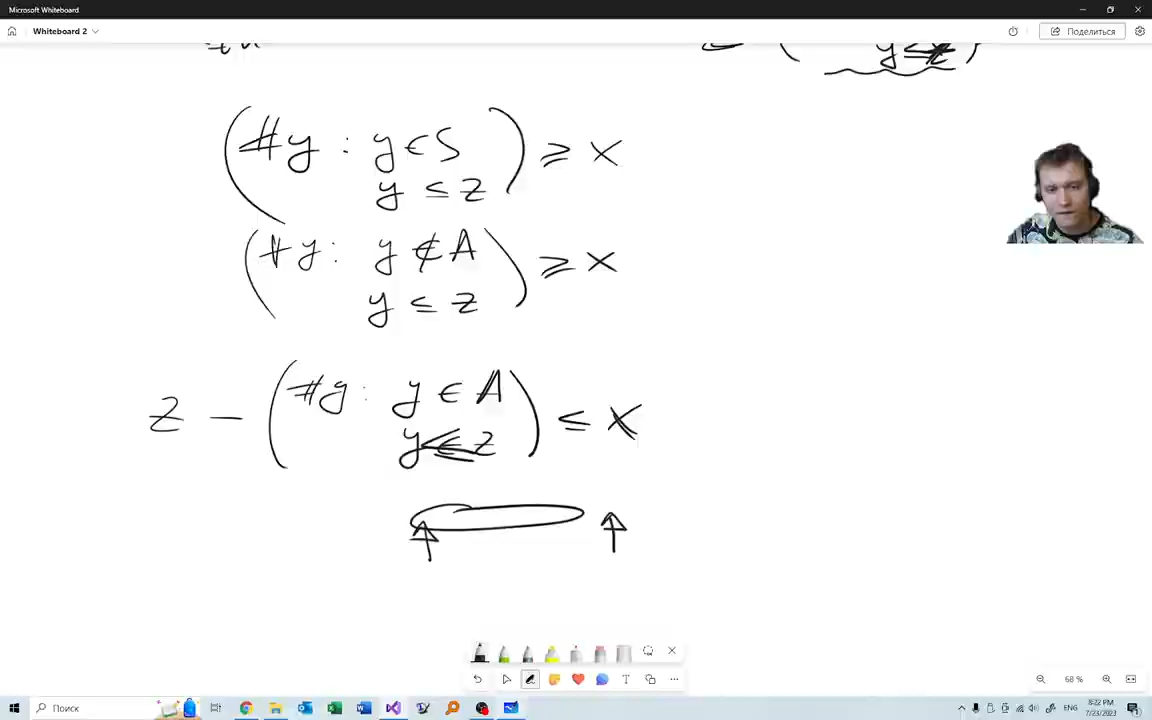 Microsoft Whiteboard
Whiteboard 2
Поделиться
y ≤ z
(#y : y ∈ S
y ≤ z) ≥ x
(#y : y ∉ A
y ≤ z) ≥ x
z − (#y : y ∈ A
y ≤ z) ≤ x
68 %
Поиск
ENG
8:22 PM
7/23/2023